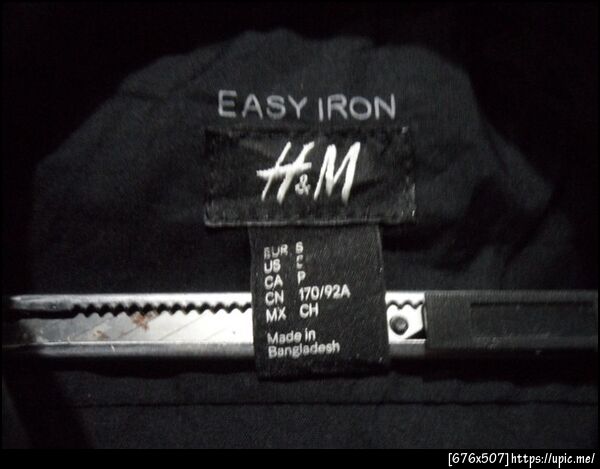 EASY IRON
H&M
EUR S
US
CA P
CN 170/92A
MX CH
Made in
Bangladesh
[676x507]https://upic.me/